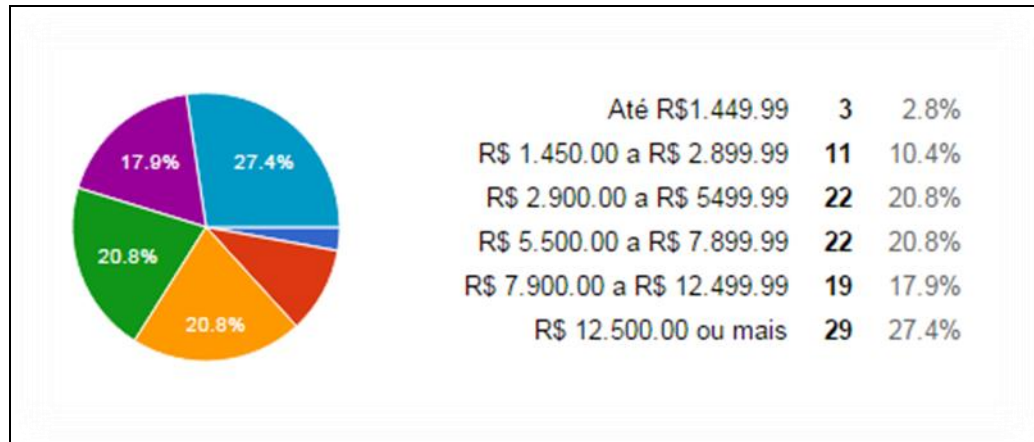 17.9%
27.4%
20.8%
20.8%
Até R$1.449.99 3 2.8%
R$ 1.450.00 a R$ 2.899.99 11 10.4%
R$ 2.900.00 a R$ 5499.99 22 20.8%
R$ 5.500.00 a R$ 7.899.99 22 20.8%
R$ 7.900.00 a R$ 12.499.99 19 17.9%
R$ 12.500.00 ou mais 29 27.4%